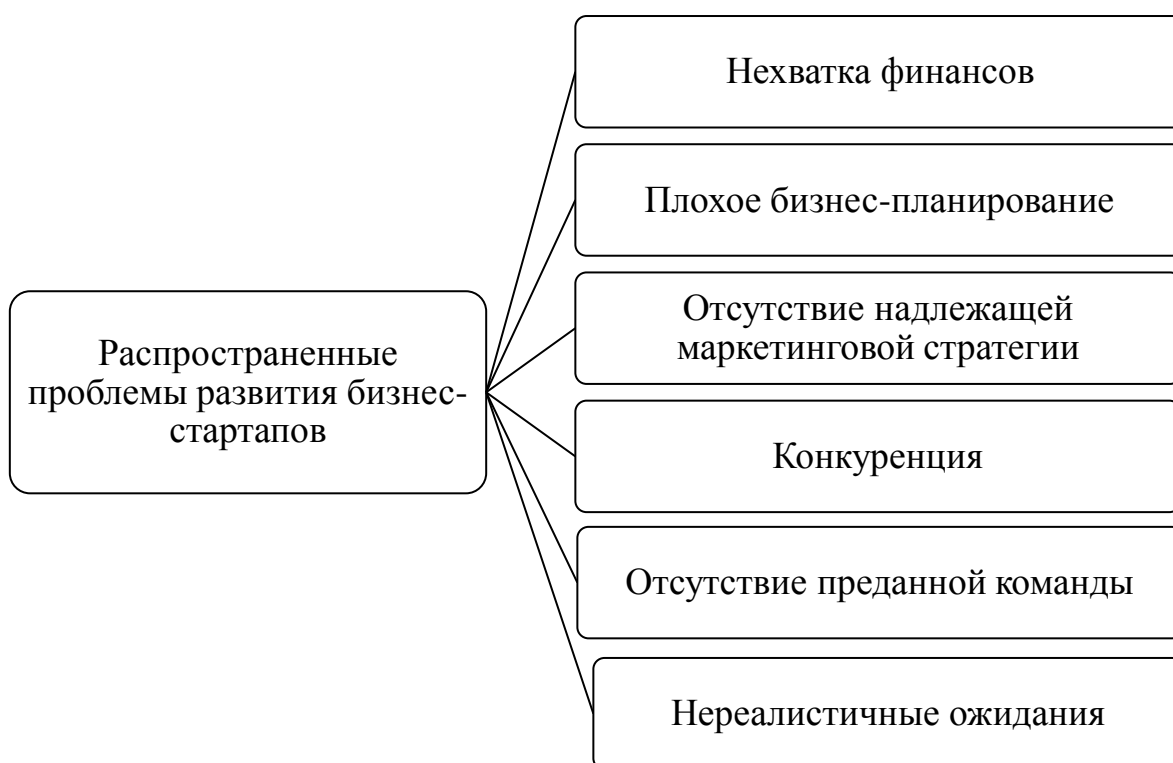 Распространенные
проблемы развития бизнес-
стартапов
Нехватка финансов
Плохое бизнес-планирование
Отсутствие надлежащей
маркетинговой стратегии
Конкуренция
Отсутствие преданной команды
Нереалистичные ожидания